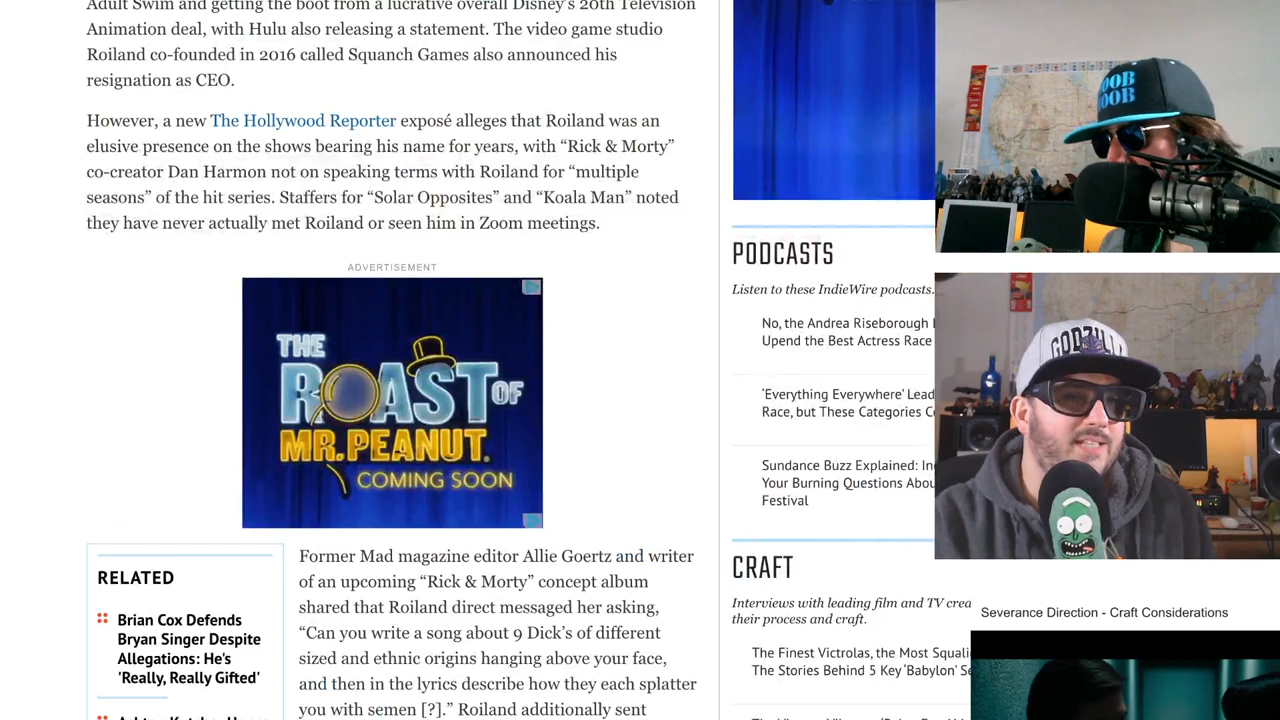 Adult Swim and getting the boot from a lucrative overall Disney's 20th Television
Animation deal, with Hulu also releasing a statement. The video game studio
Roiland co-founded in 2016 called Squanch Games also announced his
resignation as CEO.
However, a new The Hollywood Reporter exposé alleges that Roiland was an
elusive presence on the shows bearing his name for years, with “Rick & Morty”
co-creator Dan Harmon not on speaking terms with Roiland for “multiple
seasons” of the hit series. Staffers for “Solar Opposites” and “Koala Man” noted
they have never actually met Roiland or seen him in Zoom meetings.
ADVERTISEMENT
THE
ROAST OF
MR. PEANUT.
COMING SOON
RELATED
Brian Cox Defends
Bryan Singer Despite
Allegations: He's
'Really, Really Gifted'
Former Mad magazine editor Allie Goertz and writer
of an upcoming “Rick & Morty” concept album
shared that Roiland direct messaged her asking,
“Can you write a song about 9 Dick’s of different
sized and ethnic origins hanging above your face,
and then in the lyrics describe how they each splatter
you with semen [?].” Roiland additionally sent
PODCASTS
Listen to these IndieWire podcasts.
No, the Andrea Riseborough
Upend the Best Actress Race
‘Everything Everywhere’ Lead
Race, but These Categories
Sundance Buzz Explained:
Your Burning Questions
Festival
CRAFT
Interviews with leading film and TV
their process and craft.
The Finest Victrolas, the Most
The Stories Behind 5 Key ‘Babylon’
Severance Direction - Craft Considerations
OOB
OOB
GODZILL